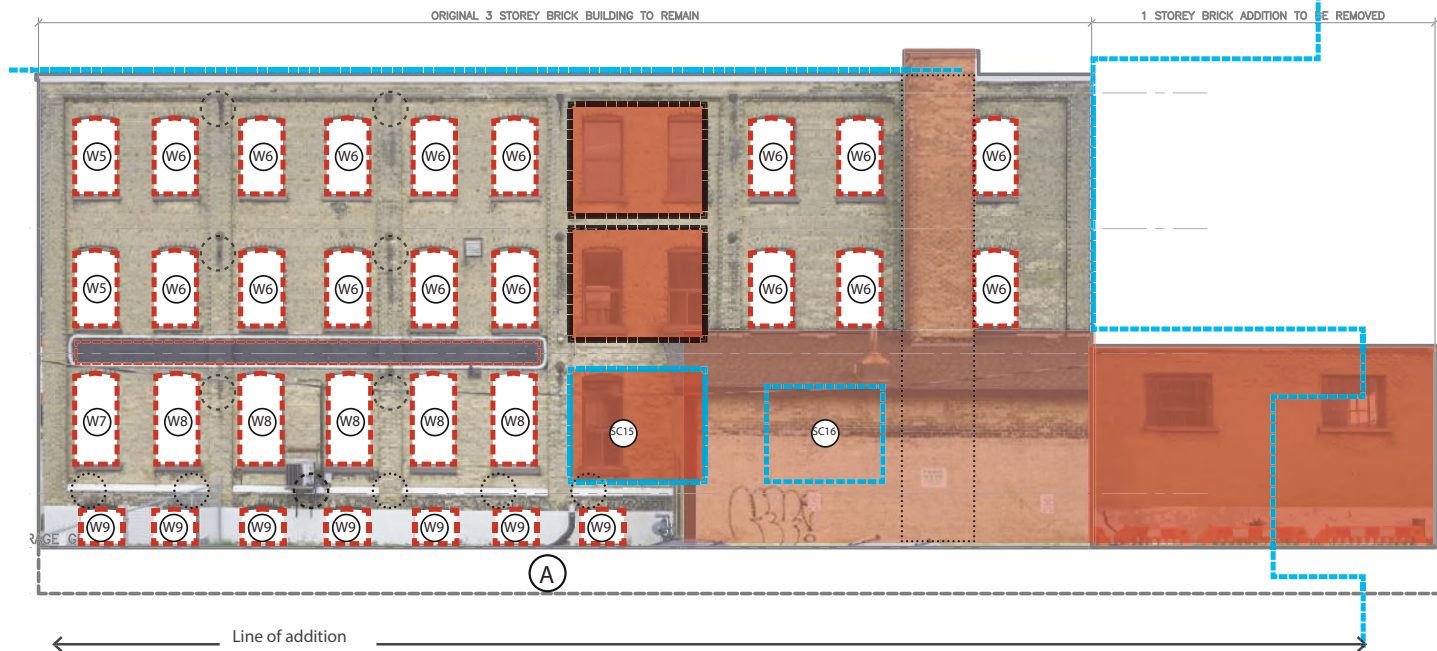 ORIGINAL 3 STOREY BRICK BUILDING TO REMAIN
1 STOREY BRICK ADDITION TO BE REMOVED
W5 W6 W6 W6 W6 W6 W6 W6 W6
W5 W6 W6 W6 W6 W6 W6 W6 W6
W7 W8 W8 W8 W8 W8 SC15 SC16
W9 W9 W9 W9 W9 W9 W9
A
Line of addition